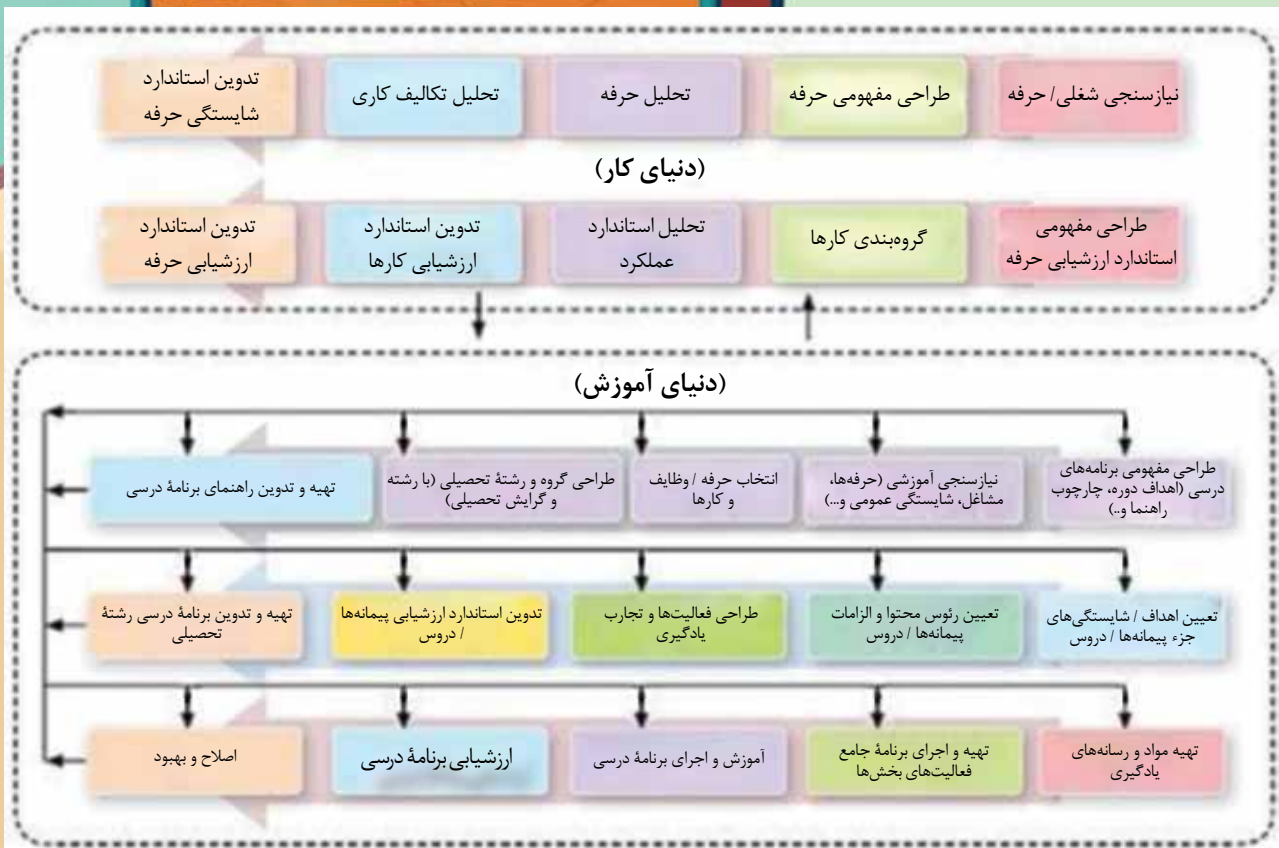 نیازسنجی شغلی/ حرفه
طراحی مفهومی حرفه
تحلیل حرفه
تحلیل تکالیف کاری
تدوین استاندارد
شایستگی حرفه
(دنیای کار)
طراحی مفهومی
استاندارد ارزشیابی حرفه
گروه‌بندی کارها
تحلیل استاندارد
عملکرد
تدوین استاندارد
ارزشیابی کارها
تدوین استاندارد
ارزشیابی حرفه
(دنیای آموزش)
طراحی مفهومی برنامه‌های
درسی (اهداف دوره، چارچوب
راهنما و..)
نیازسنجی آموزشی (حرفه‌ها،
مشاغل، شایستگی عمومی و...)
انتخاب حرفه / وظایف
و کارها
طراحی گروه و رشتهٔ تحصیلی (با رشته
و گرایش تحصیلی)
تهیه و تدوین راهنمای برنامهٔ درسی
تعیین اهداف / شایستگی‌های
جزء پیمانه‌ها / دروس
تعیین رئوس محتوا و الزامات
پیمانه‌ها / دروس
طراحی فعالیت‌ها و تجارب
یادگیری
تدوین استاندارد ارزشیابی پیمانه‌ها
/ دروس
تهیه و تدوین برنامهٔ درسی رشتهٔ
تحصیلی
تهیه مواد و رسانه‌های
یادگیری
تهیه و اجرای برنامهٔ جامع
فعالیت‌های بخش‌ها
آموزش و اجرای برنامهٔ درسی
ارزشیابی برنامهٔ درسی
اصلاح و بهبود